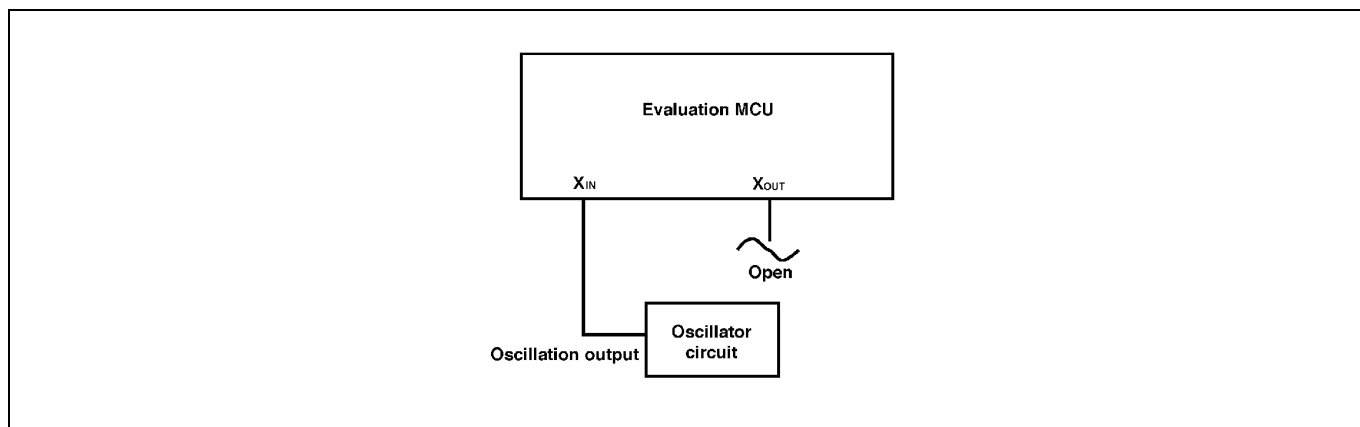 Evaluation MCU
XIN
XOUT
Open
Oscillator
circuit
Oscillation output